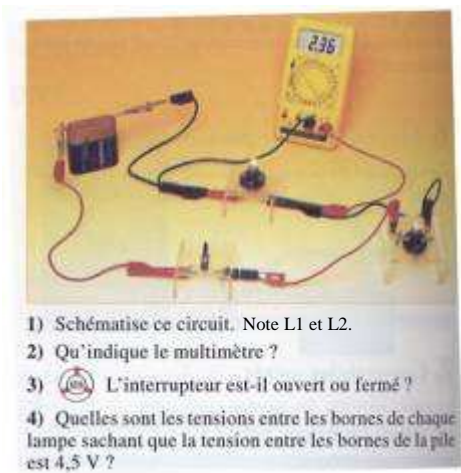 2.36
1) Schématise ce circuit. Note L1 et L2.
2) Qu'indique le multimètre ?
3) L'interrupteur est-il ouvert ou fermé ?
4) Quelles sont les tensions entre les bornes de chaque
lampe sachant que la tension entre les bornes de la pile
est 4,5 V ?